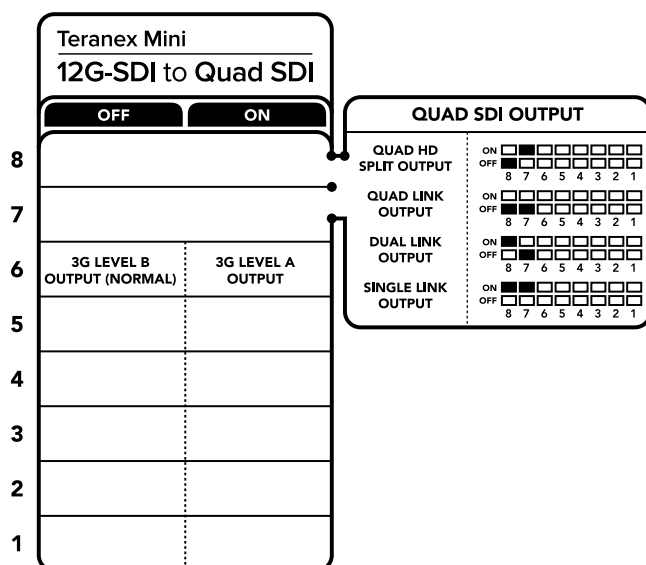 Teranex Mini
12G-SDI to Quad SDI
OFF ON
8
7
6 3G LEVEL B OUTPUT (NORMAL) 3G LEVEL A OUTPUT
5
4
3
2
1
QUAD SDI OUTPUT
QUAD HD
SPLIT OUTPUT
ON
OFF
8 7 6 5 4 3 2 1
QUAD LINK
OUTPUT
ON
OFF
8 7 6 5 4 3 2 1
DUAL LINK
OUTPUT
ON
OFF
8 7 6 5 4 3 2 1
SINGLE LINK
OUTPUT
ON
OFF
8 7 6 5 4 3 2 1